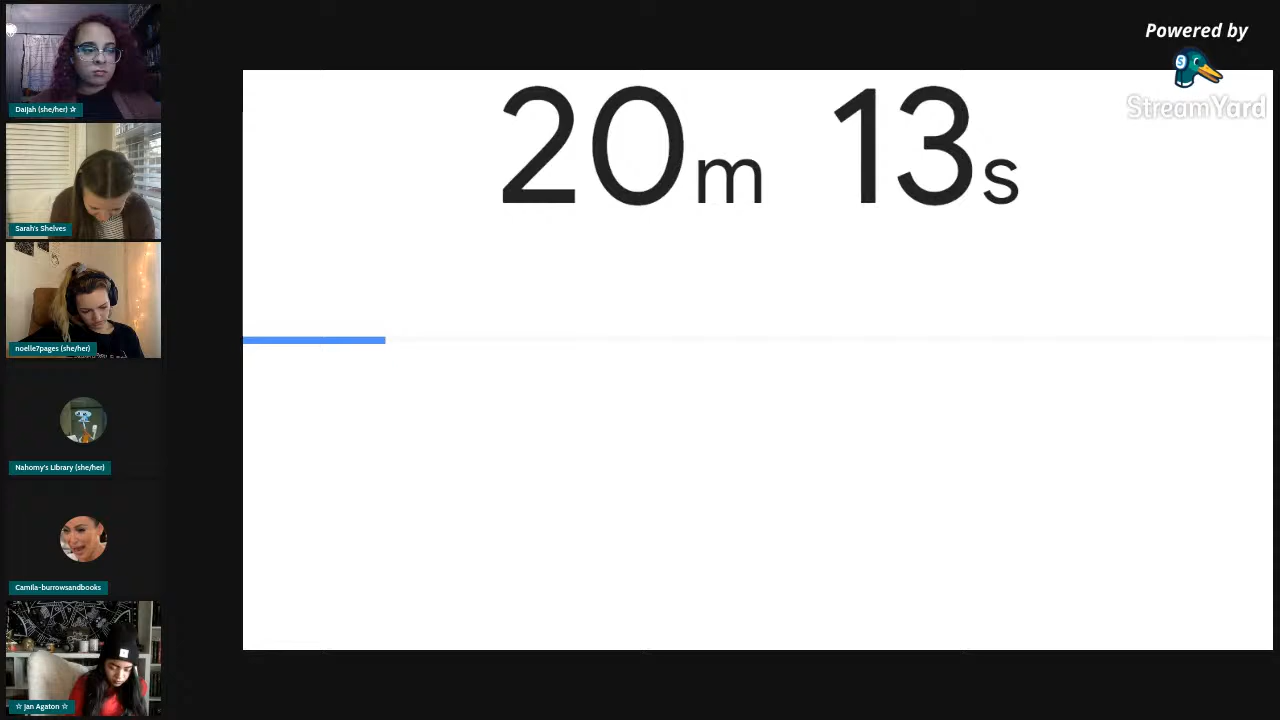 Powered by
StreamYard
20m 13s
Daijah (she/her) ☆
Sarah's Shelves
noelle7pages (she/her)
Nahomy's Library (she/her)
Camila-burrowsandbooks
☆ Jan Agaton ☆